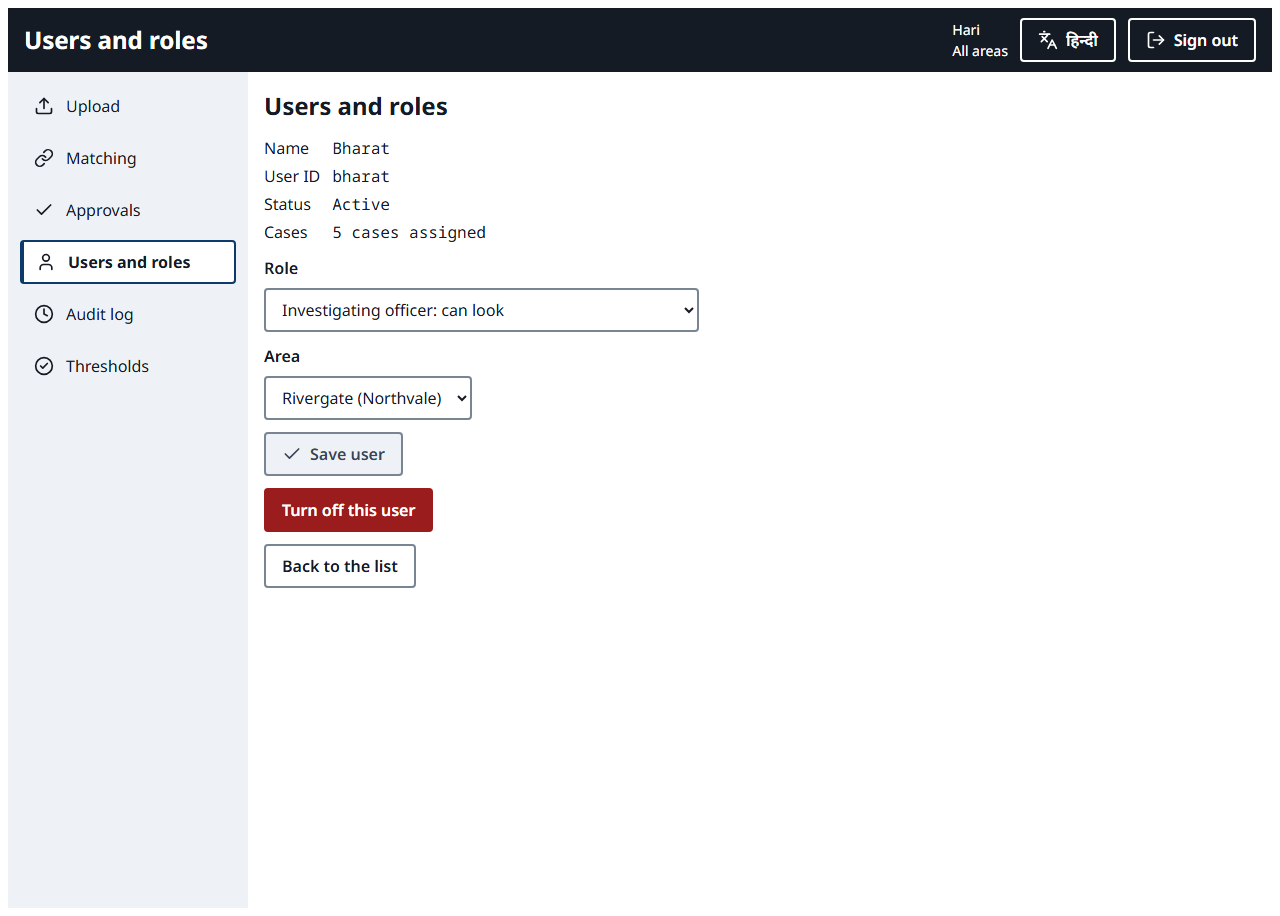 Users and roles
Hari
All areas
हिन्दी
Sign out
Upload
Matching
Approvals
Users and roles
Audit log
Thresholds
Users and roles
Name Bharat
User ID bharat
Status Active
Cases 5 cases assigned
Role
Investigating officer: can look
Area
Rivergate (Northvale)
Save user
Turn off this user
Back to the list